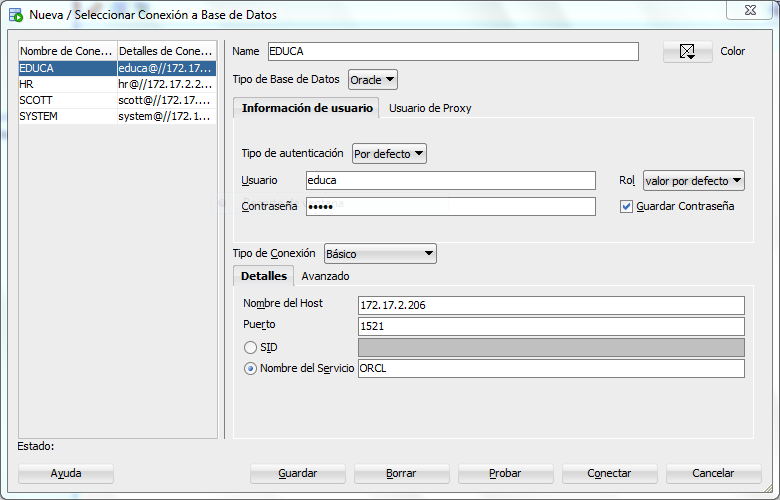 Nueva / Seleccionar Conexión a Base de Datos
Nombre de Cone... Detalles de Cone...
EDUCA educa@//172.17....
HR hr@//172.17.2.2...
SCOTT scott@//172.17....
SYSTEM system@//172.1...
Name EDUCA Color
Tipo de Base de Datos Oracle
Información de usuario Usuario de Proxy
Tipo de autenticación Por defecto
Usuario educa Rol valor por defecto
Contraseña ••••• Guardar Contraseña
Tipo de Conexión Básico
Detalles Avanzado
Nombre del Host 172.17.2.206
Puerto 1521
SID
Nombre del Servicio ORCL
Estado:
Ayuda Guardar Borrar Probar Conectar Cancelar